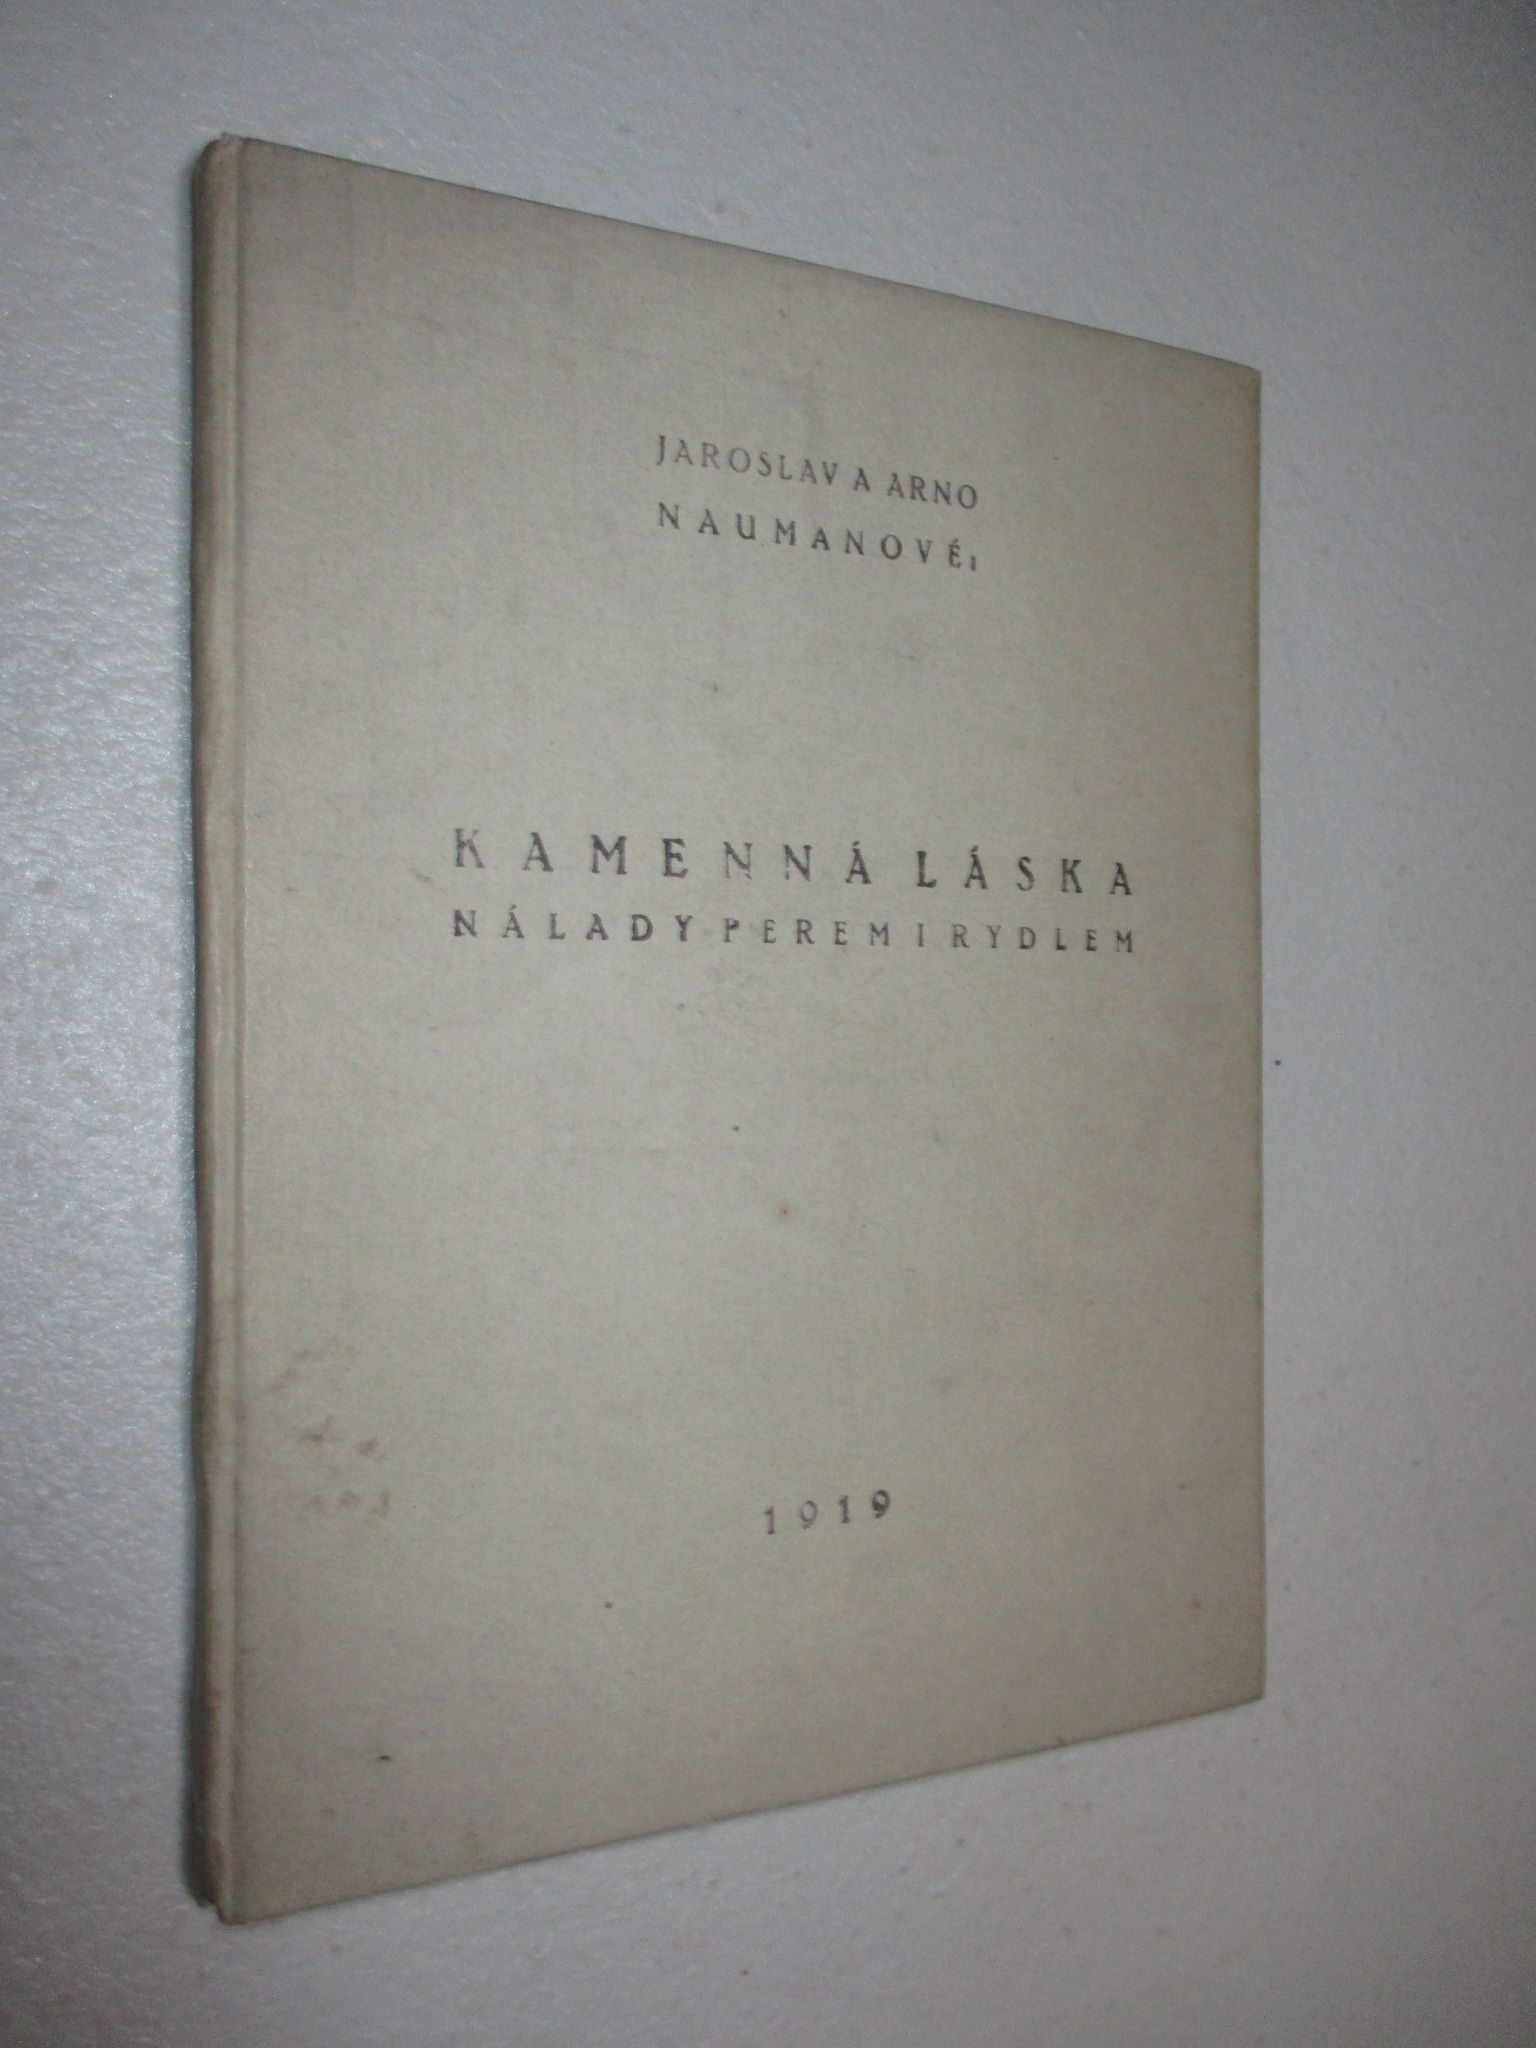 JAROSLAV A ARNO
NAUMANOVÉ:
KAMENNÁ LÁSKA
NÁLADY PEREM I RYDLEM
1919